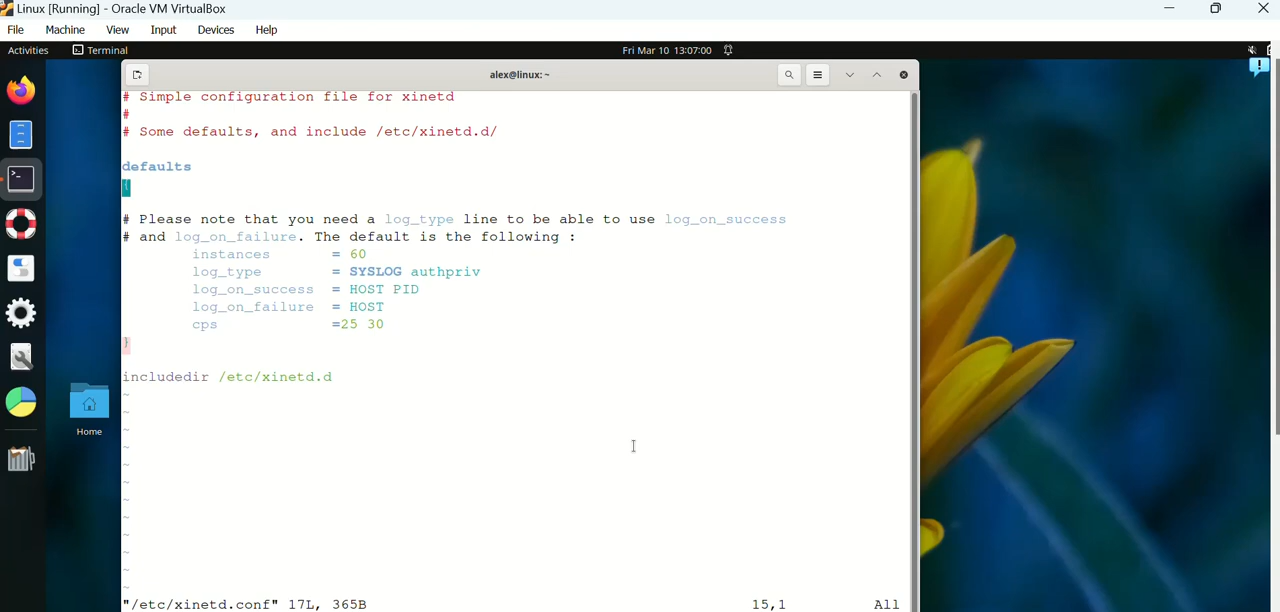 Linux [Running] - Oracle VM VirtualBox
File Machine View Input Devices Help
Activities Terminal Fri Mar 10 13:07:00
alex@linux: ~
# Simple configuration file for xinetd
#
# Some defaults, and include /etc/xinetd.d/
defaults
{
# Please note that you need a log_type line to be able to use log_on_success
# and log_on_failure. The default is the following :
instances = 60
log_type = SYSLOG authpriv
log_on_success = HOST PID
log_on_failure = HOST
cps =25 30
}
includedir /etc/xinetd.d
~
~
~
~
~
~
~
~
~
~
~
~
Home
"/etc/xinetd.conf" 17L, 365B 15,1 All